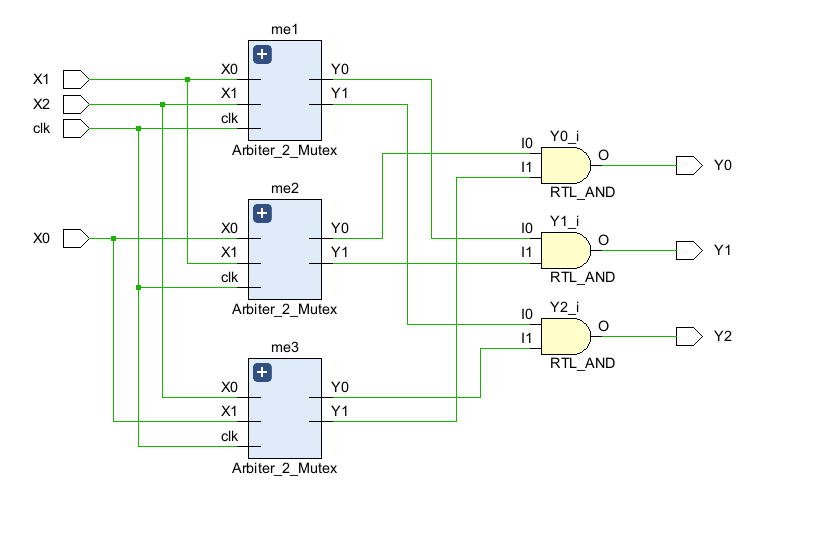 me1
X0
X1
clk
Y0
Y1
Arbiter_2_Mutex
X1
X2
clk
me2
X0
X1
clk
Y0
Y1
Arbiter_2_Mutex
X0
me3
X0
X1
clk
Y0
Y1
Arbiter_2_Mutex
Y0_i
I0
I1
O
RTL_AND
Y0
Y1_i
I0
I1
O
RTL_AND
Y1
Y2_i
I0
I1
O
RTL_AND
Y2